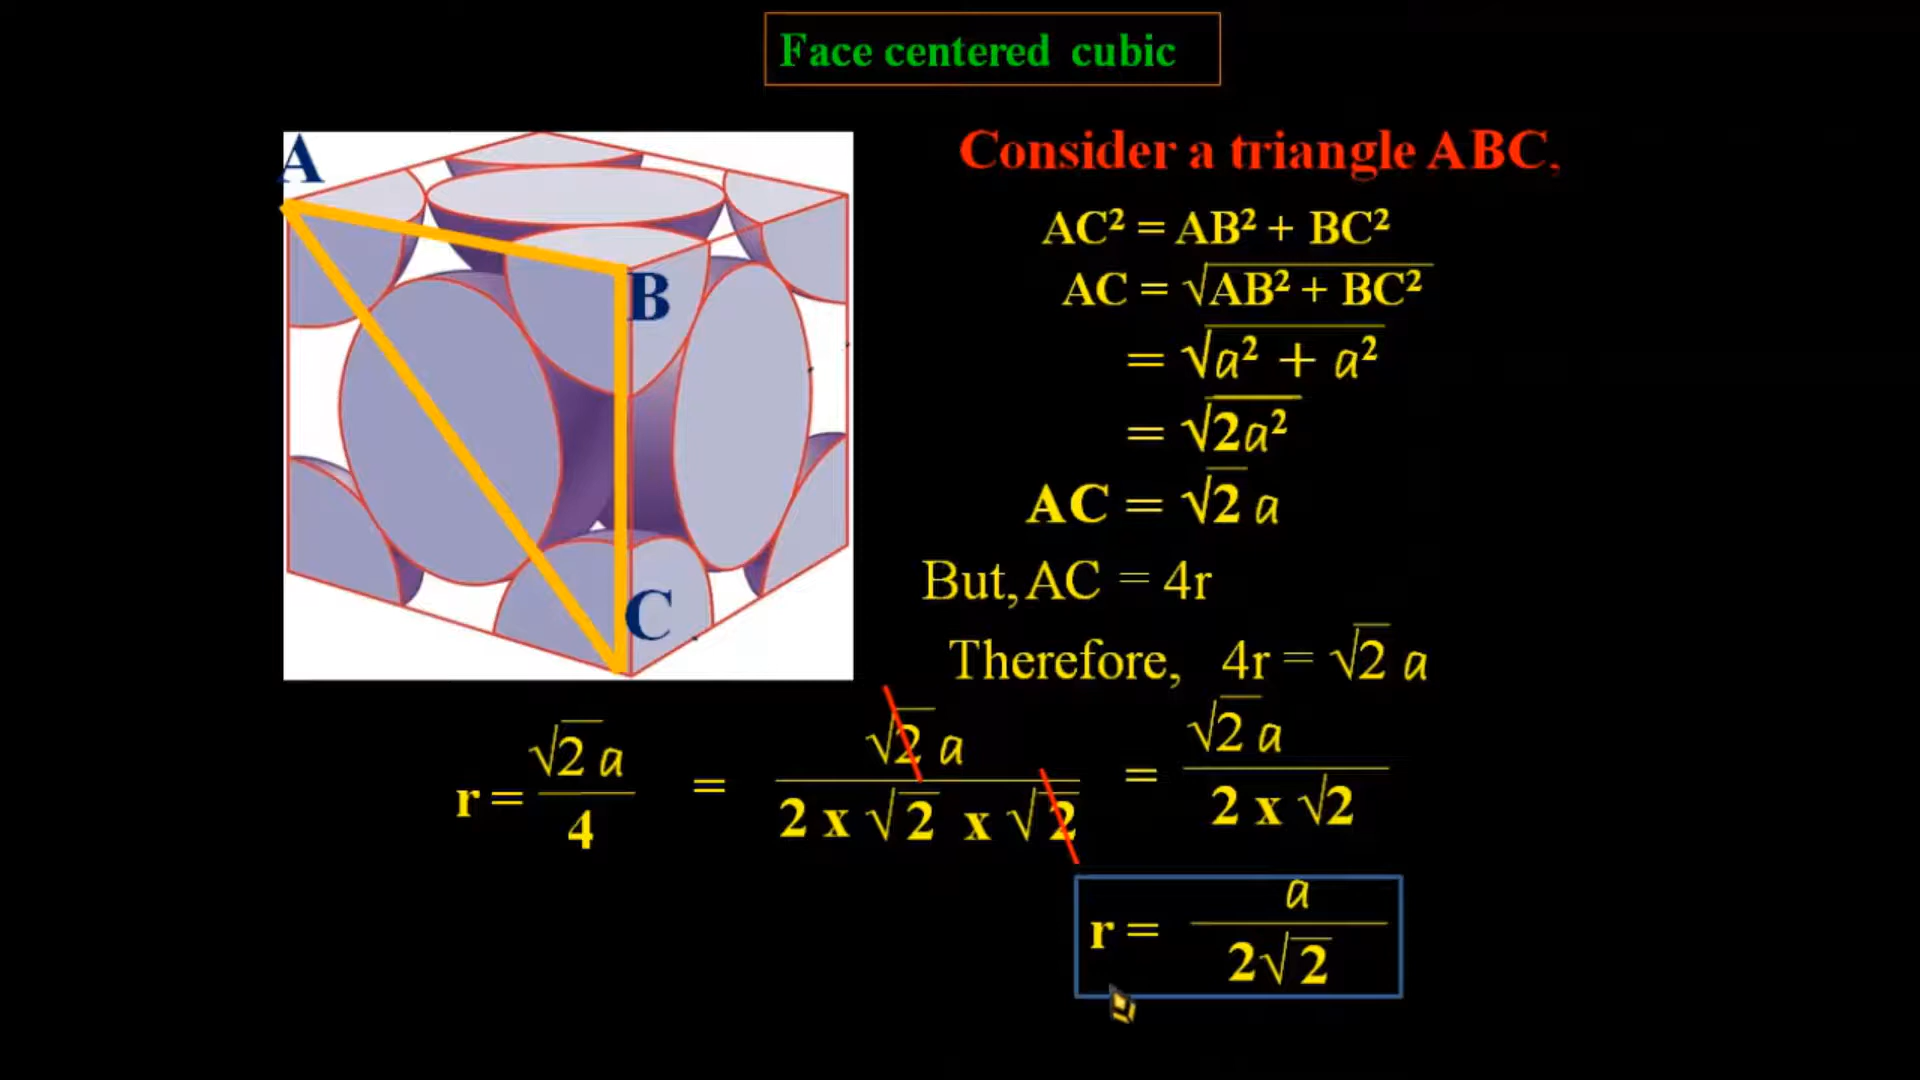 Face centered cubic
A
B
C
Consider a triangle ABC,
AC² = AB² + BC²
AC = √AB² + BC²
= √a² + a²
= √2a²
AC = √2 a
But, AC = 4r
Therefore, 4r = √2 a
r = √2 a / 4 = √2 a / 2 x √2 x √2 = √2 a / 2 x √2
r = a / 2√2